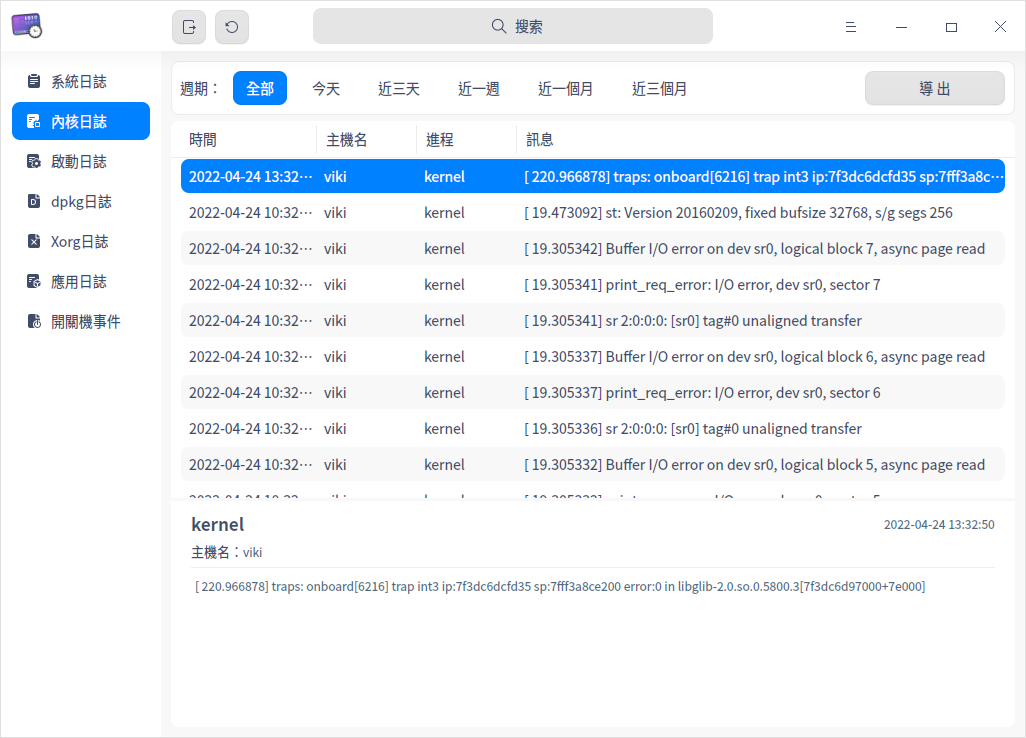 搜索
系統日誌
內核日誌
啟動日誌
dpkg日誌
Xorg日誌
應用日誌
開關機事件
週期： 全部 今天 近三天 近一週 近一個月 近三個月 導出
時間 主機名 進程 訊息
2022-04-24 13:32··· viki kernel [ 220.966878] traps: onboard[6216] trap int3 ip:7f3dc6dcfd35 sp:7fff3a8c···
2022-04-24 10:32··· viki kernel [ 19.473092] st: Version 20160209, fixed bufsize 32768, s/g segs 256
2022-04-24 10:32··· viki kernel [ 19.305342] Buffer I/O error on dev sr0, logical block 7, async page read
2022-04-24 10:32··· viki kernel [ 19.305341] print_req_error: I/O error, dev sr0, sector 7
2022-04-24 10:32··· viki kernel [ 19.305341] sr 2:0:0:0: [sr0] tag#0 unaligned transfer
2022-04-24 10:32··· viki kernel [ 19.305337] Buffer I/O error on dev sr0, logical block 6, async page read
2022-04-24 10:32··· viki kernel [ 19.305337] print_req_error: I/O error, dev sr0, sector 6
2022-04-24 10:32··· viki kernel [ 19.305336] sr 2:0:0:0: [sr0] tag#0 unaligned transfer
2022-04-24 10:32··· viki kernel [ 19.305332] Buffer I/O error on dev sr0, logical block 5, async page read
kernel 2022-04-24 13:32:50
主機名：viki
[ 220.966878] traps: onboard[6216] trap int3 ip:7f3dc6dcfd35 sp:7fff3a8ce200 error:0 in libglib-2.0.so.0.5800.3[7f3dc6d97000+7e000]